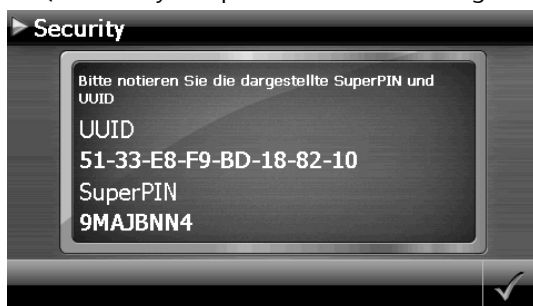 Security
Bitte notieren Sie die dargestellte SuperPIN und
UUID
UUID
51-33-E8-F9-BD-18-82-10
SuperPIN
9MAJBNN4